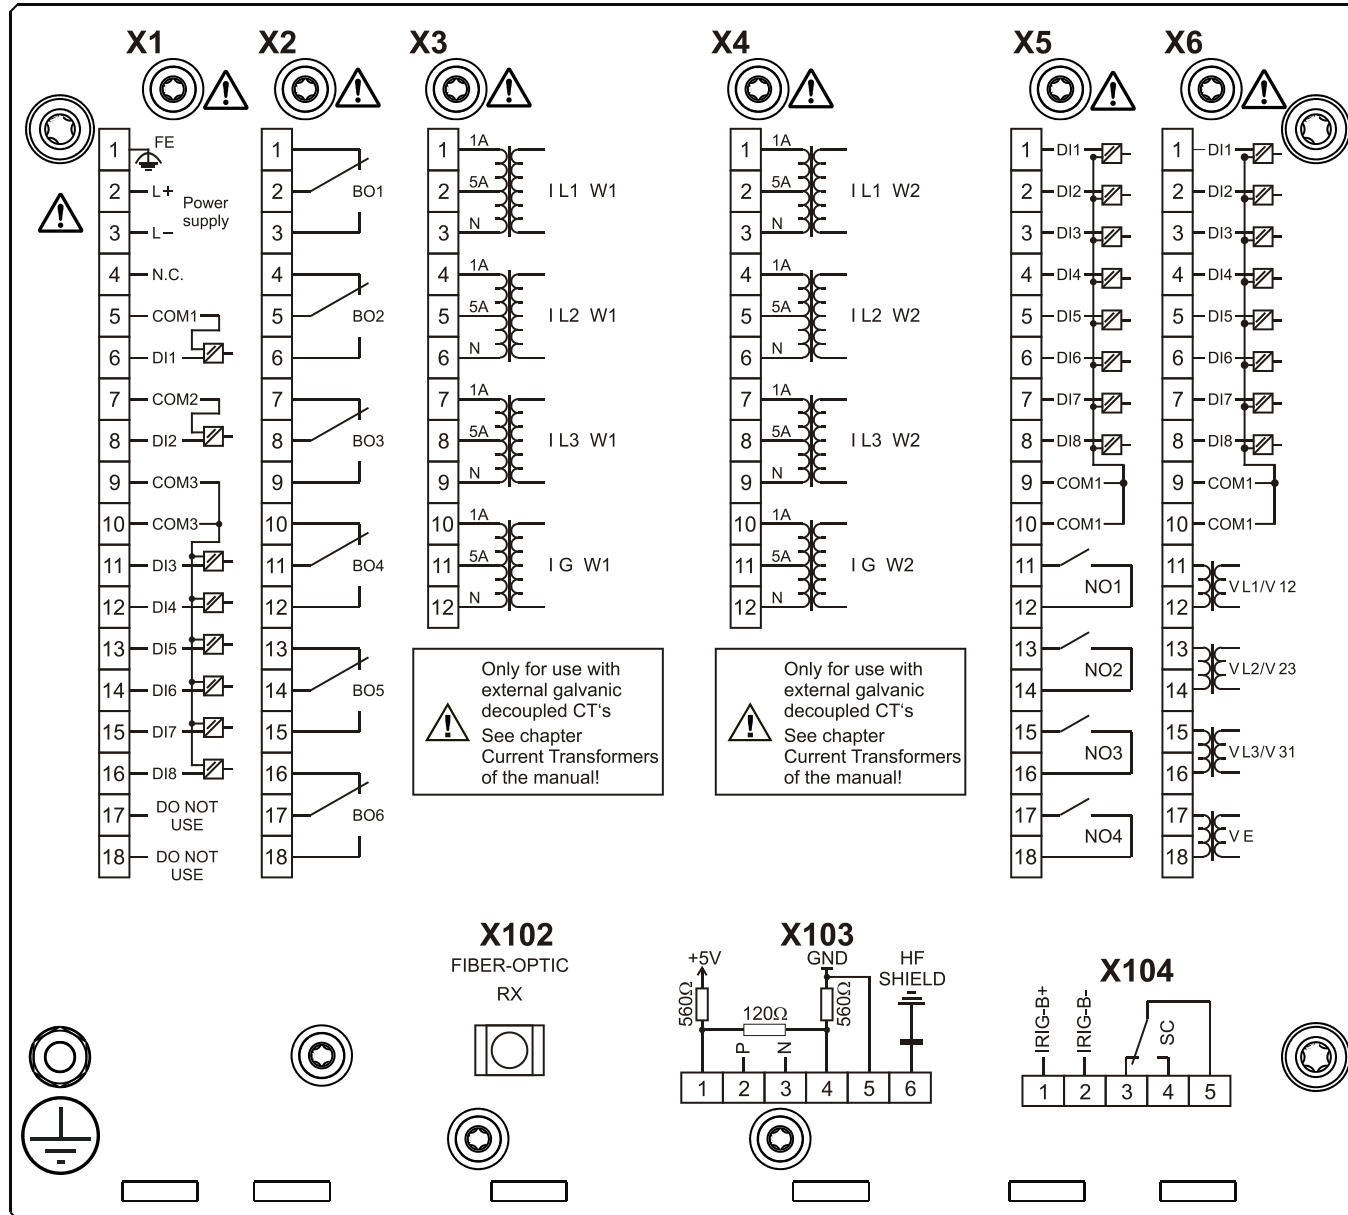 X1
1 FE
2 L+
Power
supply
3 L−
4 N.C.
5 COM1
6 DI1
7 COM2
8 DI2
9 COM3
10 COM3
11 DI3
12 DI4
13 DI5
14 DI6
15 DI7
16 DI8
17 DO NOT
USE
18 DO NOT
USE
X2
1
2 BO1
3
4
5 BO2
6
7
8 BO3
9
10
11 BO4
12
13
14 BO5
15
16
17 BO6
18
X3
1 1A
2 5A I L1 W1
3 N
4 1A
5 5A I L2 W1
6 N
7 1A
8 5A I L3 W1
9 N
10 1A
11 5A I G W1
12 N
Only for use with
external galvanic
decoupled CT‘s
See chapter
Current Transformers
of the manual!
X4
1 1A
2 5A I L1 W2
3 N
4 1A
5 5A I L2 W2
6 N
7 1A
8 5A I L3 W2
9 N
10 1A
11 5A I G W2
12 N
Only for use with
external galvanic
decoupled CT‘s
See chapter
Current Transformers
of the manual!
X5
1 DI1
2 DI2
3 DI3
4 DI4
5 DI5
6 DI6
7 DI7
8 DI8
9 COM1
10 COM1
11
NO1
12
13
NO2
14
15
NO3
16
17
NO4
18
X6
1 DI1
2 DI2
3 DI3
4 DI4
5 DI5
6 DI6
7 DI7
8 DI8
9 COM1
10 COM1
11
V L1/V 12
12
13
V L2/V 23
14
15
V L3/V 31
16
17
V E
18
X102
FIBER-OPTIC
RX
X103
+5V GND HF
SHIELD
560Ω 120Ω 560Ω
P N
1 2 3 4 5 6
X104
IRIG-B+ IRIG-B- SC
1 2 3 4 5